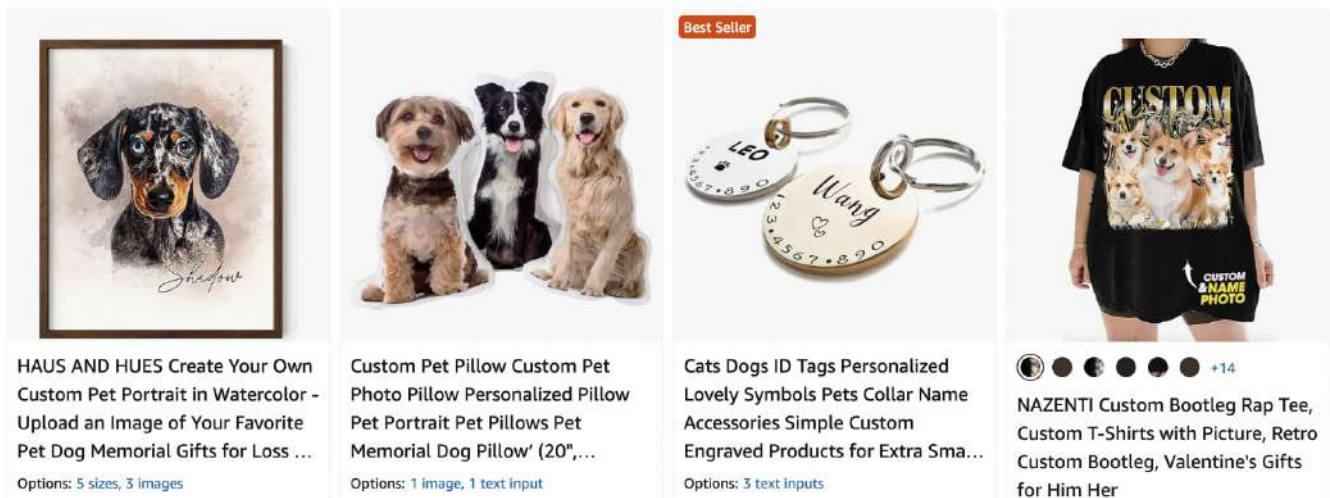 Shadow
HAUS AND HUES Create Your Own
Custom Pet Portrait in Watercolor -
Upload an Image of Your Favorite
Pet Dog Memorial Gifts for Loss ...
Options: 5 sizes, 3 images
Custom Pet Pillow Custom Pet
Photo Pillow Personalized Pillow
Pet Portrait Pet Pillows Pet
Memorial Dog Pillow’ (20",...
Options: 1 image, 1 text input
Best Seller
LEO
Wang
123•4567•890
Cats Dogs ID Tags Personalized
Lovely Symbols Pets Collar Name
Accessories Simple Custom
Engraved Products for Extra Sma...
Options: 3 text inputs
CUSTOM
CUSTOM
&NAME
PHOTO
+14
NAZENTI Custom Bootleg Rap Tee,
Custom T-Shirts with Picture, Retro
Custom Bootleg, Valentine's Gifts
for Him Her